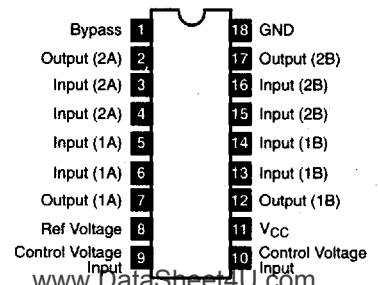 Bypass 1 18 GND
Output (2A) 2 17 Output (2B)
Input (2A) 3 16 Input (2B)
Input (2A) 4 15 Input (2B)
Input (1A) 5 14 Input (1B)
Input (1A) 6 13 Input (1B)
Output (1A) 7 12 Output (1B)
Ref Voltage 8 11 VCC
Control Voltage 9 10 Control Voltage
Input Input
www.DataSheet4U.com